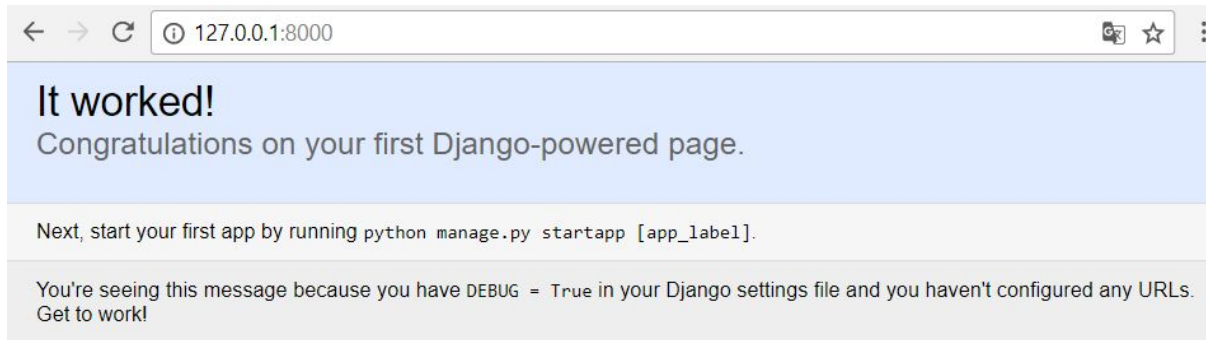 127.0.0.1:8000
It worked!
Congratulations on your first Django-powered page.
Next, start your first app by running python manage.py startapp [app_label].
You're seeing this message because you have DEBUG = True in your Django settings file and you haven't configured any URLs.
Get to work!